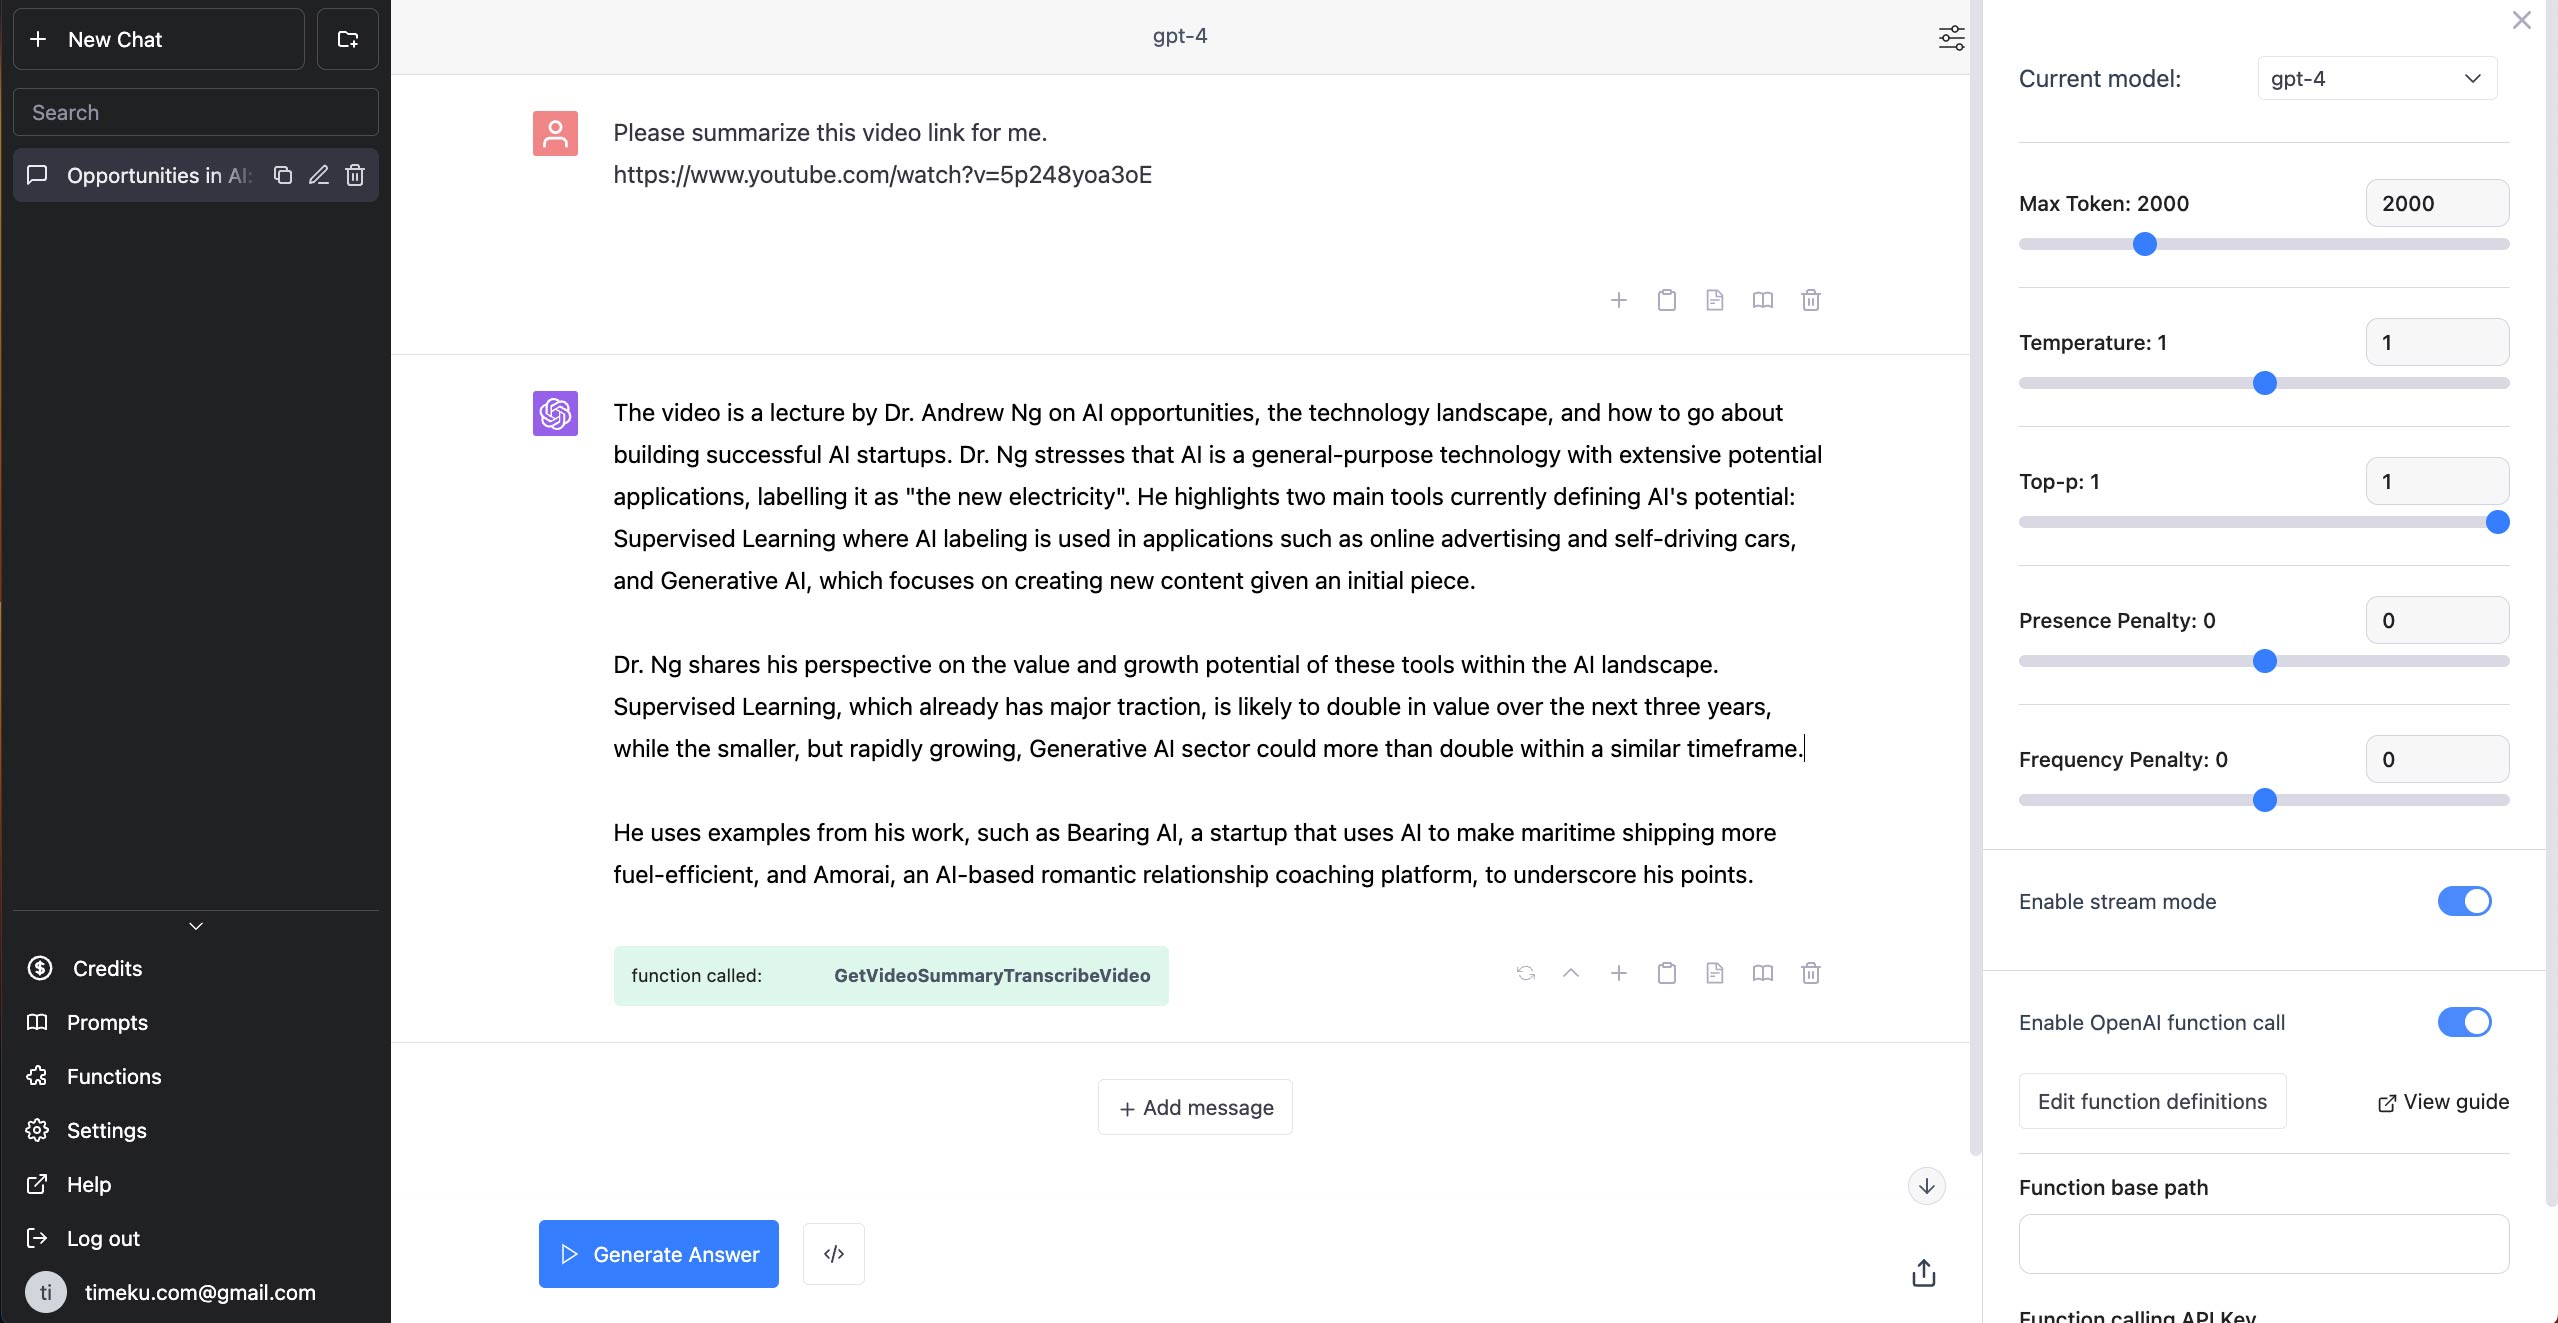 New Chat
Search
Opportunities in AI:
Credits
Prompts
Functions
Settings
Help
Log out
ti
timeku.com@gmail.com
gpt-4
Please summarize this video link for me.
https://www.youtube.com/watch?v=5p248yoa3oE
The video is a lecture by Dr. Andrew Ng on AI opportunities, the technology landscape, and how to go about
building successful AI startups. Dr. Ng stresses that AI is a general-purpose technology with extensive potential
applications, labelling it as "the new electricity". He highlights two main tools currently defining AI's potential:
Supervised Learning where AI labeling is used in applications such as online advertising and self-driving cars,
and Generative AI, which focuses on creating new content given an initial piece.
Dr. Ng shares his perspective on the value and growth potential of these tools within the AI landscape.
Supervised Learning, which already has major traction, is likely to double in value over the next three years,
while the smaller, but rapidly growing, Generative AI sector could more than double within a similar timeframe.
He uses examples from his work, such as Bearing AI, a startup that uses AI to make maritime shipping more
fuel-efficient, and Amorai, an AI-based romantic relationship coaching platform, to underscore his points.
function called: GetVideoSummaryTranscribeVideo
+ Add message
Generate Answer
</>
Current model: gpt-4
Max Token: 2000 2000
Temperature: 1 1
Top-p: 1 1
Presence Penalty: 0 0
Frequency Penalty: 0 0
Enable stream mode
Enable OpenAI function call
Edit function definitions View guide
Function base path
Function calling API Key